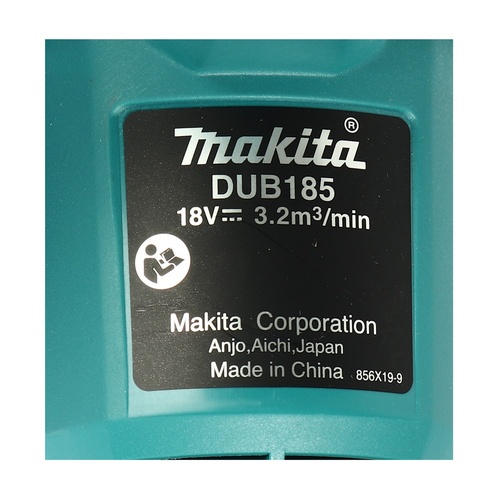 makita®
DUB185
18V⎓ 3.2m³/min
Makita Corporation
Anjo,Aichi,Japan
Made in China 856X19-9